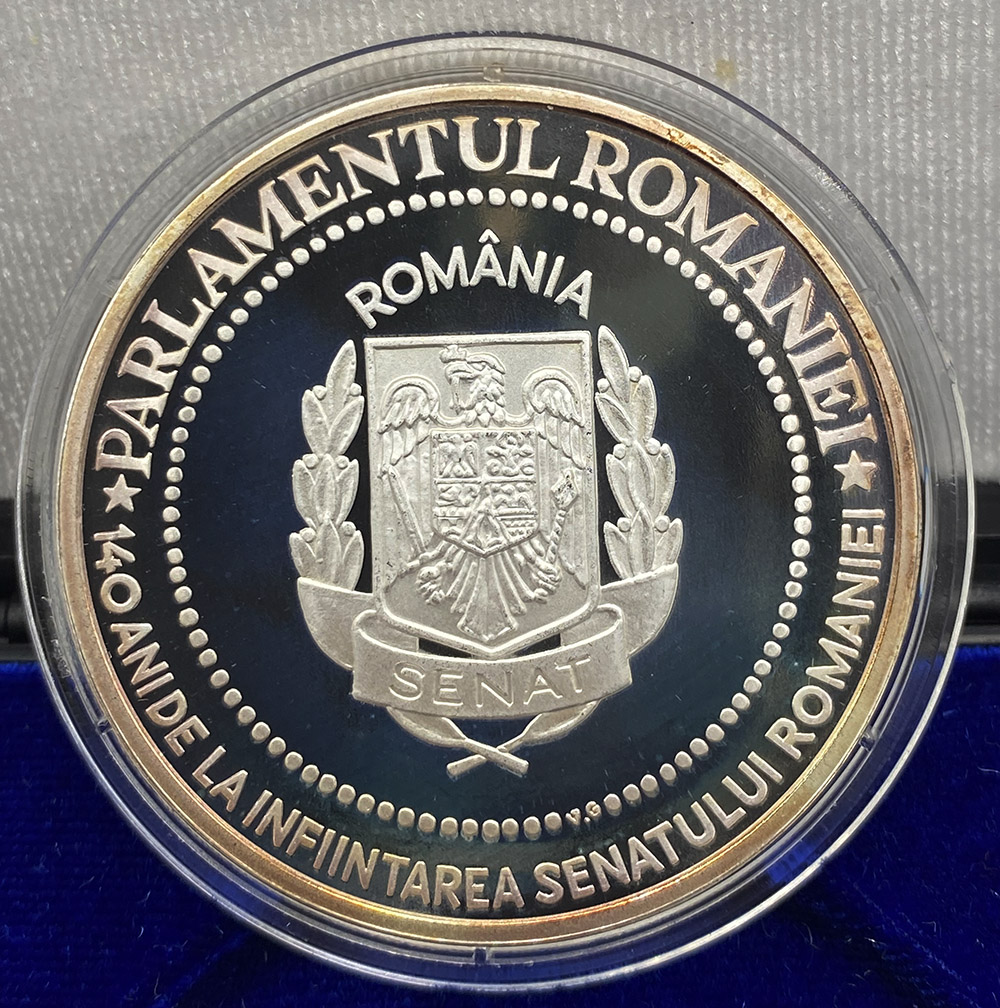 PARLAMENTUL ROMANIEI
ROMÂNIA
SENAT
V.G
140 ANI DE LA INFIINTAREA SENATULUI ROMANIEI